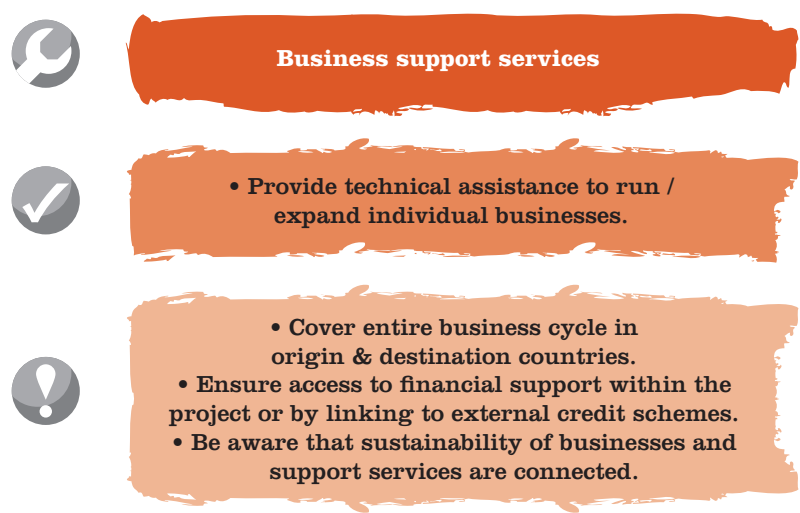 Business support services
• Provide technical assistance to run /
expand individual businesses.
• Cover entire business cycle in
origin & destination countries.
• Ensure access to financial support within the
project or by linking to external credit schemes.
• Be aware that sustainability of businesses and
support services are connected.